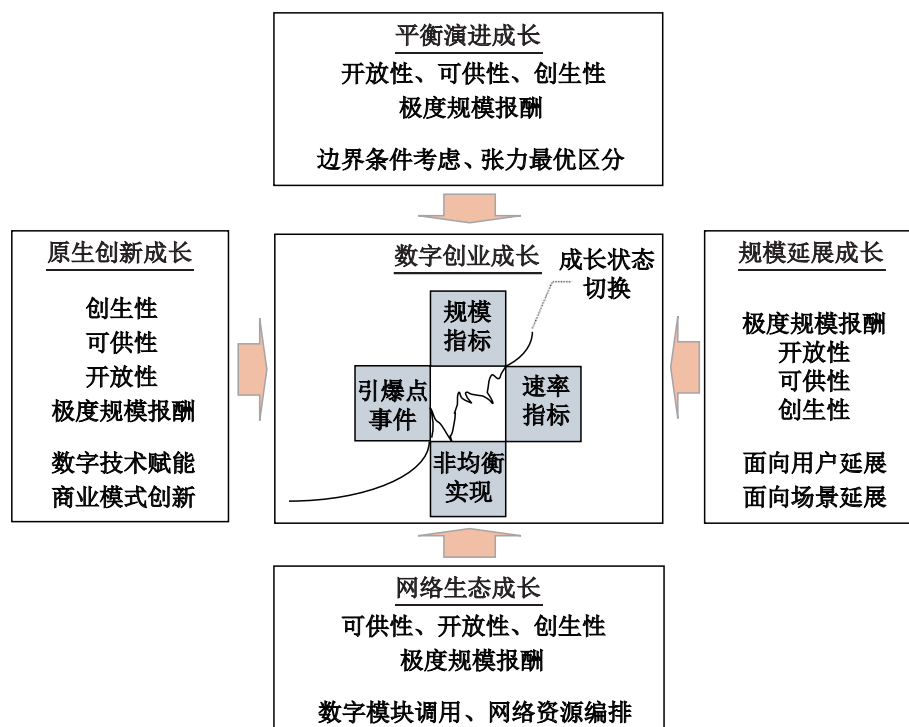 平衡演进成长
开放性、可供性、创生性
极度规模报酬
边界条件考虑、张力最优区分
原生创新成长
创生性
可供性
开放性
极度规模报酬
数字技术赋能
商业模式创新
数字创业成长
成长状态
切换
规模
指标
引爆点
事件
速率
指标
非均衡
实现
规模延展成长
极度规模报酬
开放性
可供性
创生性
面向用户延展
面向场景延展
网络生态成长
可供性、开放性、创生性
极度规模报酬
数字模块调用、网络资源编排